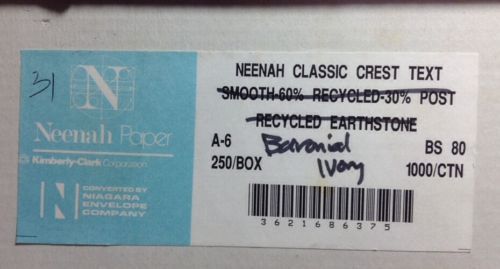 31
N
Neenah Paper
Kimberly-Clark Corporation
N
CONVERTED BY
NIAGARA
ENVELOPE
COMPANY
NEENAH CLASSIC CREST TEXT
SMOOTH-60% RECYCLED-30% POST
RECYCLED EARTHSTONE
A-6 Baronial BS 80
250/BOX Ivory 1000/CTN
3621686375